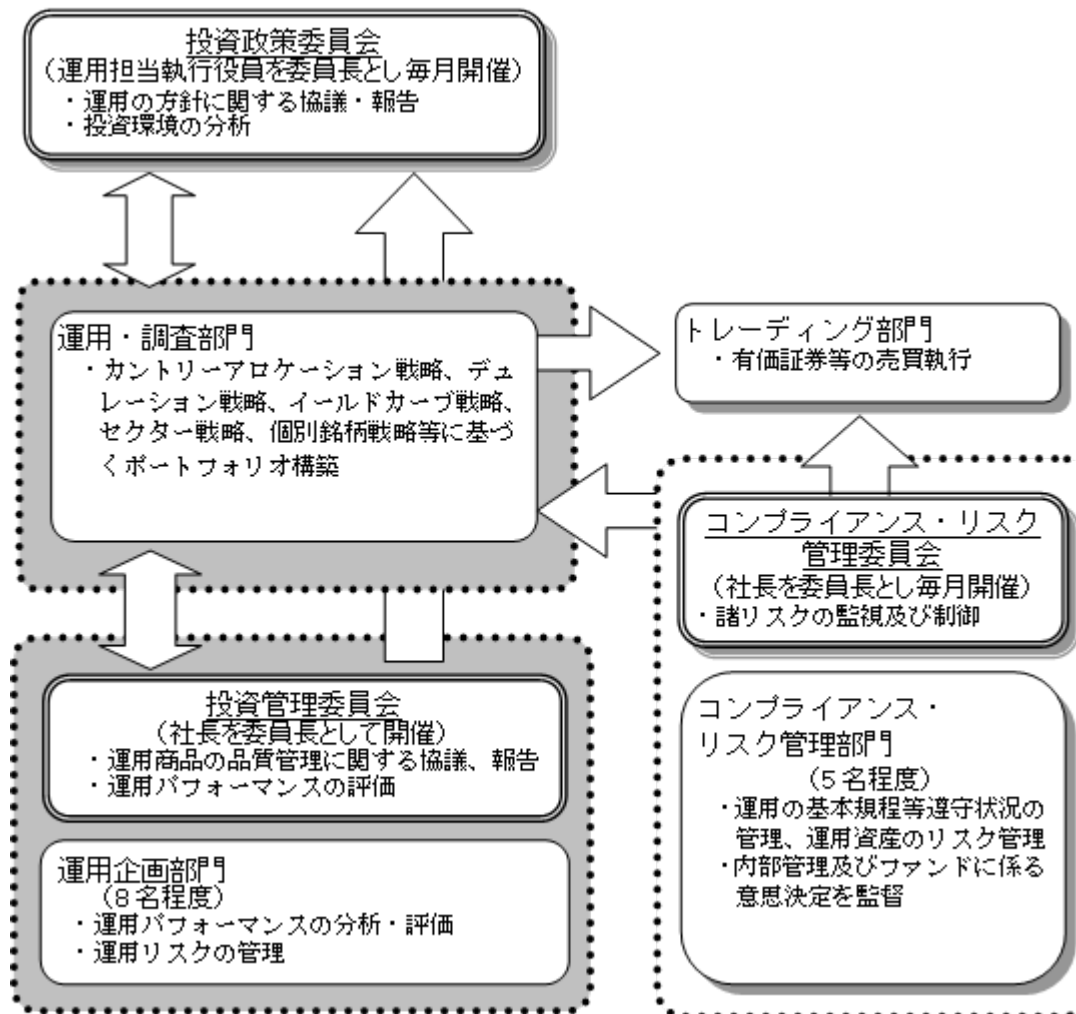 投資政策委員会
(運用担当執行役員を委員長とし毎月開催)
・運用の方針に関する協議・報告
・投資環境の分析
運用・調査部門
・カントリーアロケーション戦略、デュ
レーション戦略、イールドカーブ戦略、
セクター戦略、個別銘柄戦略等に基づ
くポートフォリオ構築
トレーディング部門
・有価証券等の売買執行
コンプライアンス・リスク
管理委員会
(社長を委員長とし毎月開催)
・諸リスクの監視及び制御
投資管理委員会
(社長を委員長として開催)
・運用商品の品質管理に関する協議、報告
・運用パフォーマンスの評価
運用企画部門
(8名程度)
・運用パフォーマンスの分析・評価
・運用リスクの管理
コンプライアンス・
リスク管理部門
(5名程度)
・運用の基本規程等遵守状況の
管理、運用資産のリスク管理
・内部管理及びファンドに係る
意思決定を監督